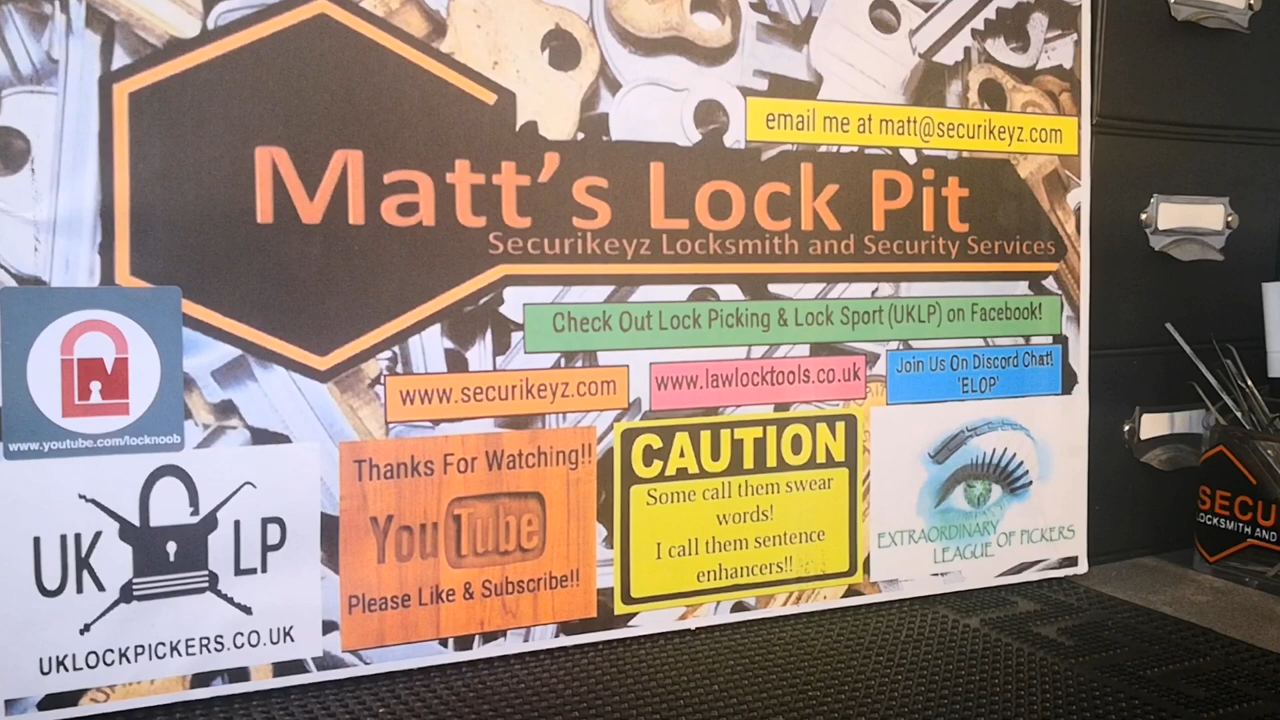 email me at matt@securikeyz.com
Matt's Lock Pit
Securikeyz Locksmith and Security Services
Check Out Lock Picking & Lock Sport (UKLP) on Facebook!
www.securikeyz.com
www.lawlocktools.co.uk
Join Us On Discord Chat!
'ELOP'
www.youtube.com/locknoob
UK LP
UKLOCKPICKERS.CO.UK
Thanks For Watching!!
YouTube
Please Like & Subscribe!!
CAUTION
Some call them swear
words!
I call them sentence
enhancers!!
EXTRAORDINARY
LEAGUE OF PICKERS
SECU
LOCKSMITH AND